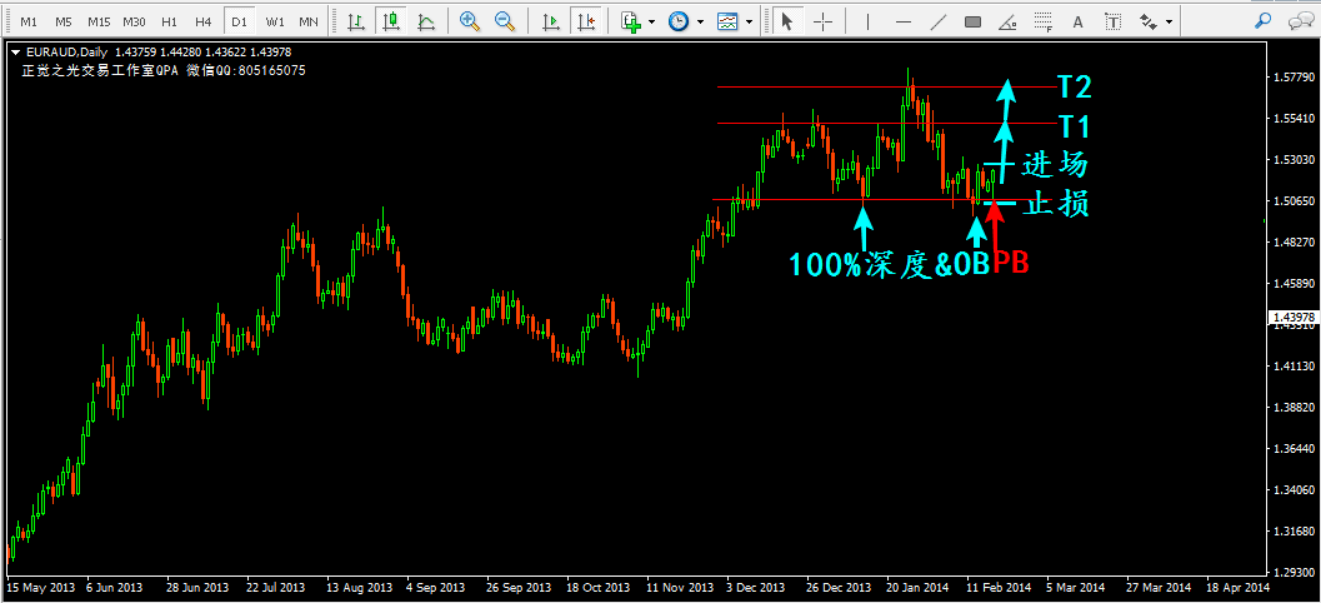 M1 M5 M15 M30 H1 H4 D1 W1 MN
EURAUD,Daily 1.43759 1.44280 1.43622 1.43978
正觉之光交易工作室QPA 微信QQ:805165075
T2
T1
进场
止损
100%深度&OB
PB
1.57790
1.55410
1.53030
1.50650
1.48270
1.45890
1.43978
1.41130
1.38820
1.36440
1.34060
1.31680
1.29300
15 May 2013 6 Jun 2013 28 Jun 2013 22 Jul 2013 13 Aug 2013 4 Sep 2013 26 Sep 2013 18 Oct 2013 11 Nov 2013 3 Dec 2013 26 Dec 2013 20 Jan 2014 11 Feb 2014 5 Mar 2014 27 Mar 2014 18 Apr 2014